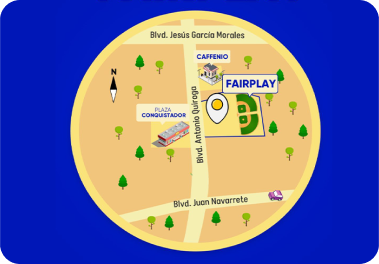 Blvd. Jesús García Morales
CAFFENIO
N
FAIRPLAY
PLAZA
CONQUISTADOR
Blvd. Antonio Quiroga
Blvd. Juan Navarrete